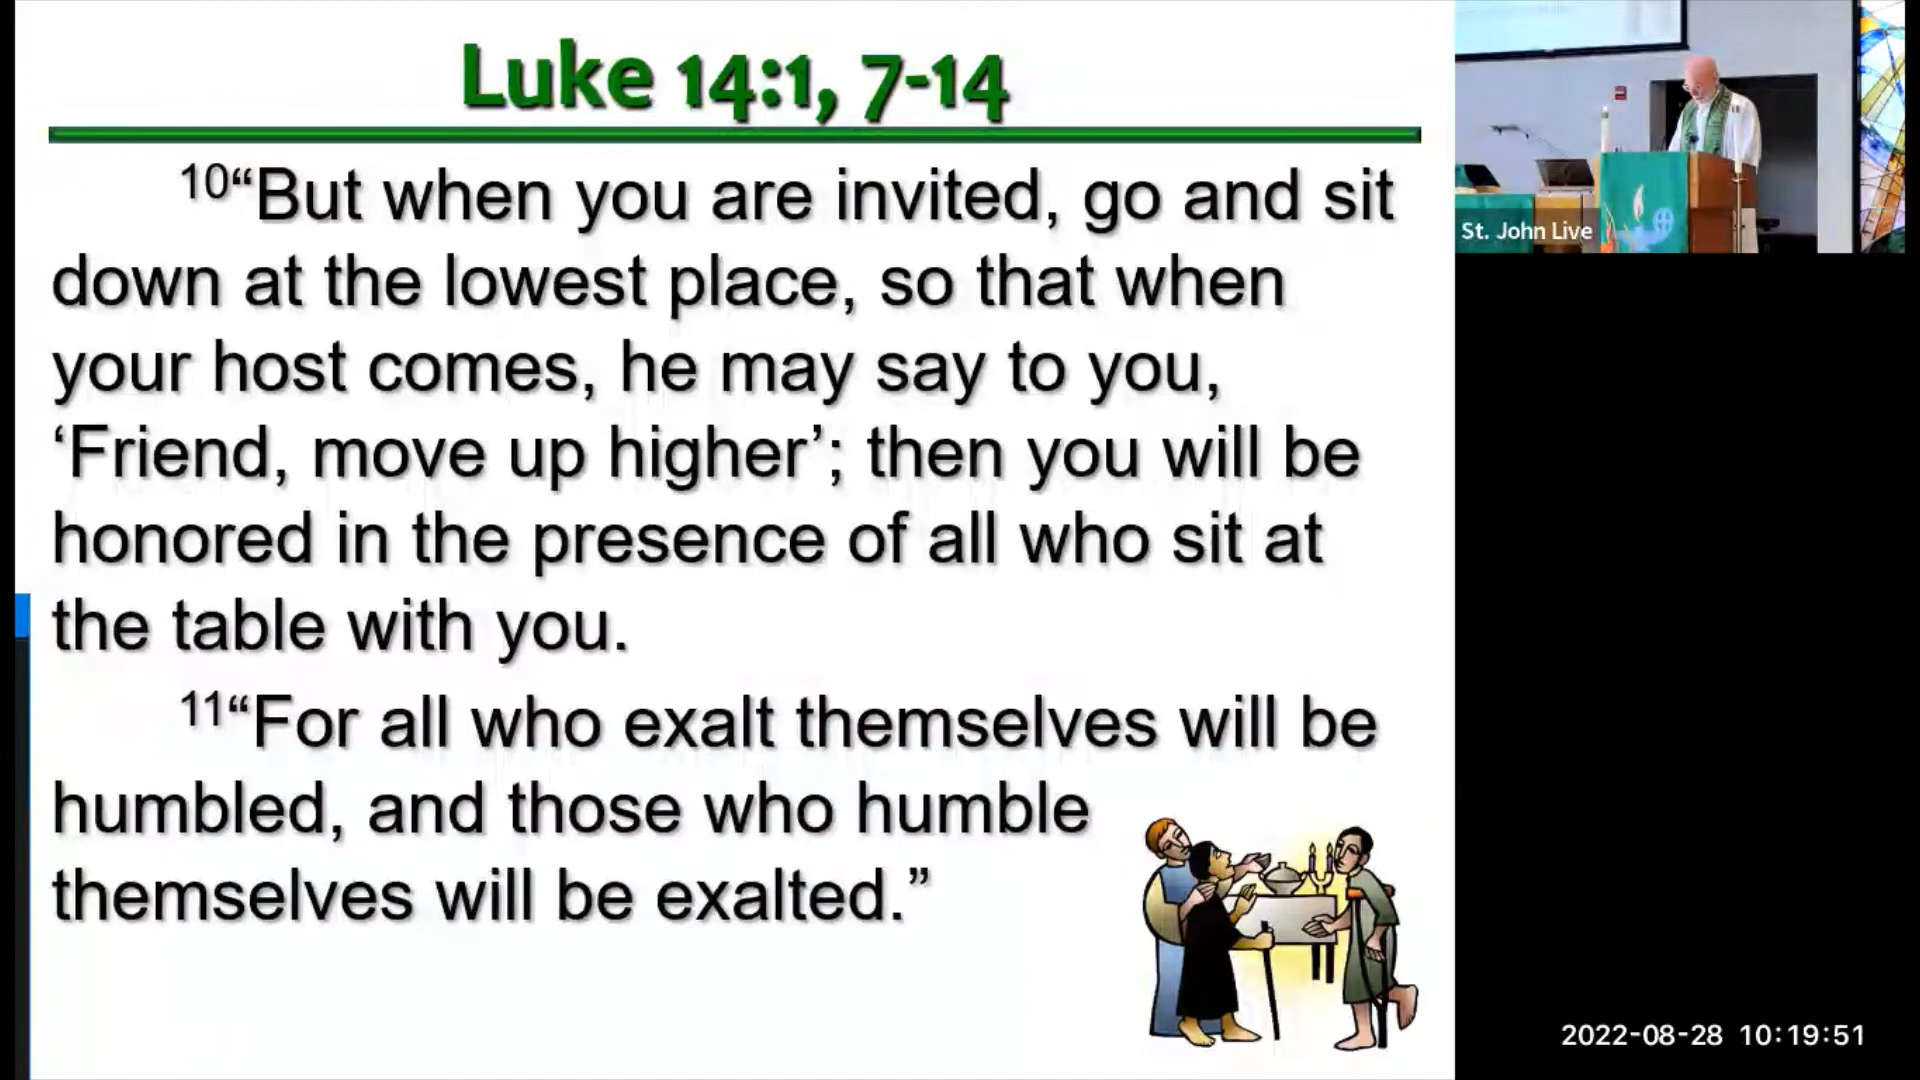 Luke 14:1, 7-14
10“But when you are invited, go and sit
down at the lowest place, so that when
your host comes, he may say to you,
‘Friend, move up higher’; then you will be
honored in the presence of all who sit at
the table with you.
11“For all who exalt themselves will be
humbled, and those who humble
themselves will be exalted.”
St. John Live
2022-08-28 10:19:51